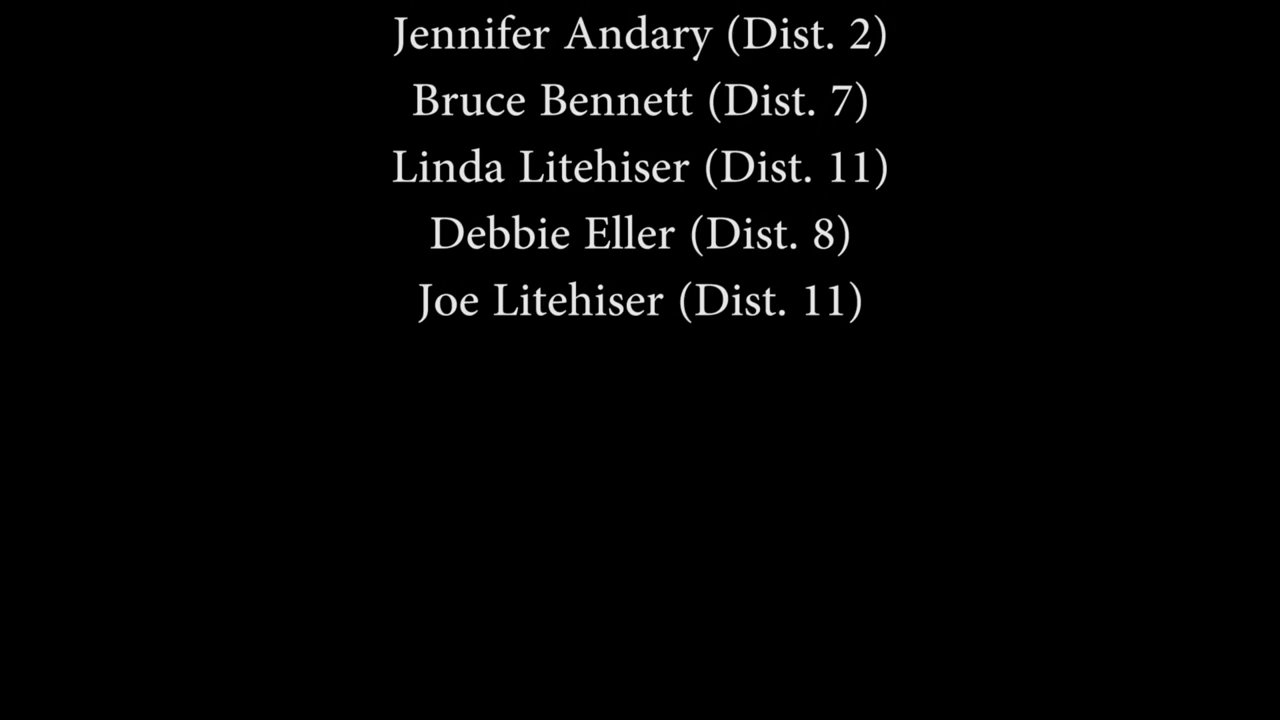 Jennifer Andary (Dist. 2)
Bruce Bennett (Dist. 7)
Linda Litehiser (Dist. 11)
Debbie Eller (Dist. 8)
Joe Litehiser (Dist. 11)